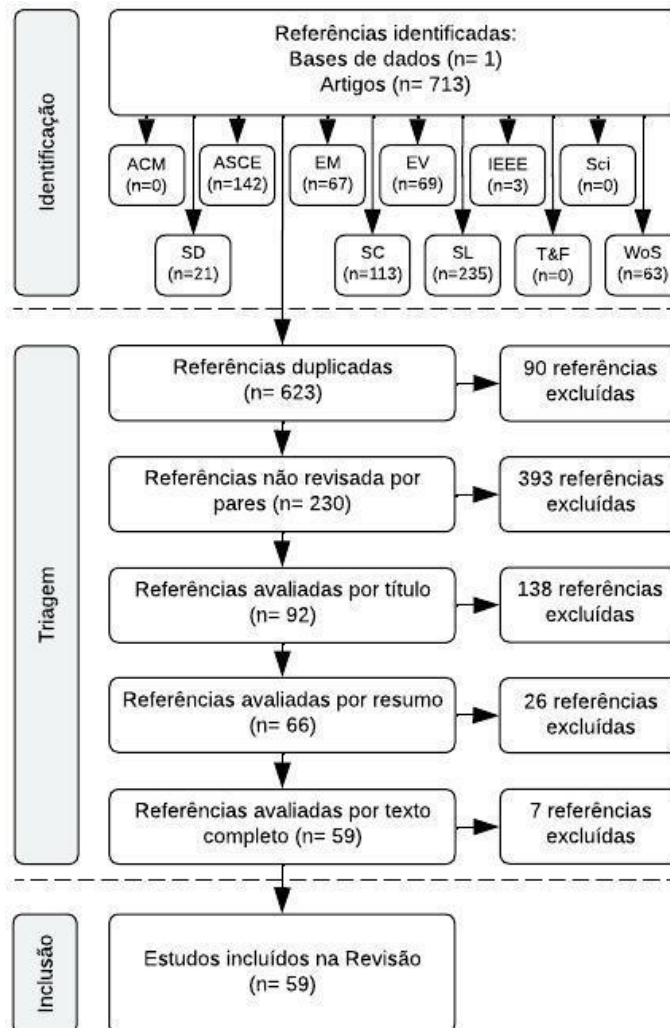 Identificação
Referências identificadas:
Bases de dados (n= 1)
Artigos (n= 713)
ACM
(n=0)
ASCE
(n=142)
EM
(n=67)
EV
(n=69)
IEEE
(n=3)
Sci
(n=0)
SD
(n=21)
SC
(n=113)
SL
(n=235)
T&F
(n=0)
WoS
(n=63)
Triagem
Referências duplicadas
(n= 623)
90 referências
excluídas
Referências não revisada por
pares (n= 230)
393 referências
excluídas
Referências avaliadas por título
(n= 92)
138 referências
excluídas
Referências avaliadas por resumo
(n= 66)
26 referências
excluídas
Referências avaliadas por texto
completo (n= 59)
7 referências
excluídas
Inclusão
Estudos incluídos na Revisão
(n= 59)